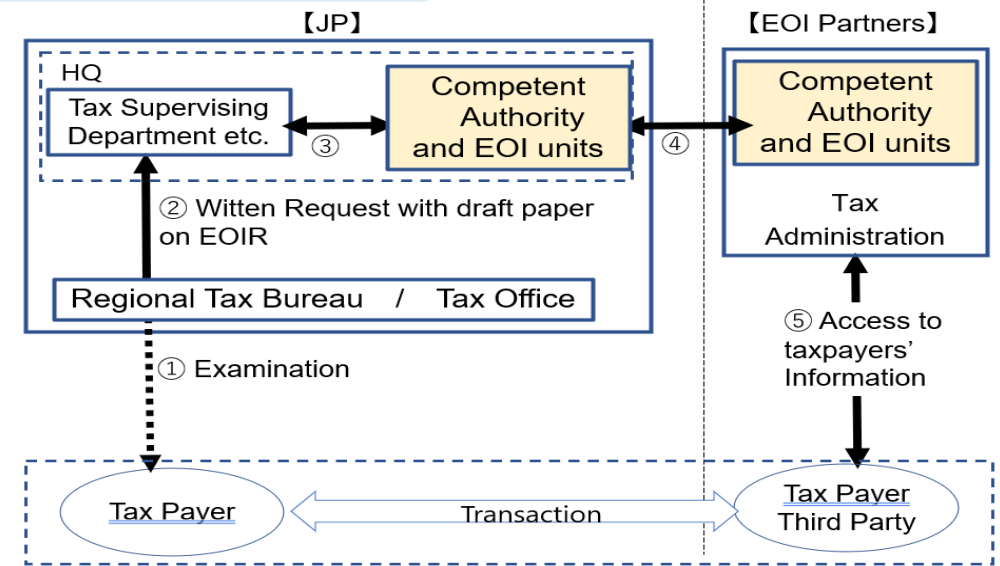 【JP】
【EOI Partners】
HQ
Tax Supervising
Department etc.
③
Competent
Authority
and EOI units
④
Competent
Authority
and EOI units
② Witten Request with draft paper
on EOIR
Tax
Administration
Regional Tax Bureau / Tax Office
① Examination
⑤ Access to
taxpayers’
Information
Tax Payer
Transaction
Tax Payer
Third Party